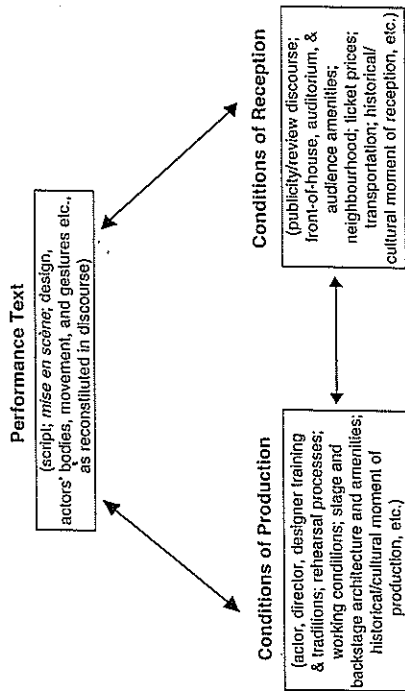 Performance Text
(script; mise en scène; design,
actors' bodies, movement, and gestures etc.,
as reconstituted in discourse)
Conditions of Production
(actor, director, designer training
& traditions; rehearsal processes;
working conditions; stage and
backstage architecture and amenities;
historical/cultural moment of
production, etc.)
Conditions of Reception
(publicity/review discourse;
front-of-house, auditorium, &
audience amenities;
neighbourhood; ticket prices;
transportation; historical/
cultural moment of reception, etc.)